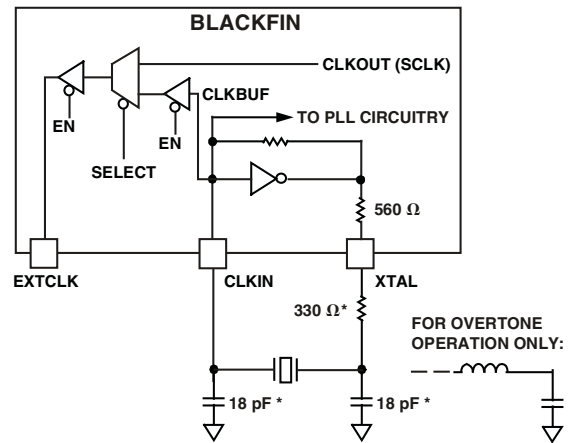 BLACKFIN
CLKOUT (SCLK)
CLKBUF
TO PLL CIRCUITRY
EN
EN
SELECT
560 Ω
EXTCLK
CLKIN
XTAL
330 Ω*
FOR OVERTONE
OPERATION ONLY:
18 pF *
18 pF *